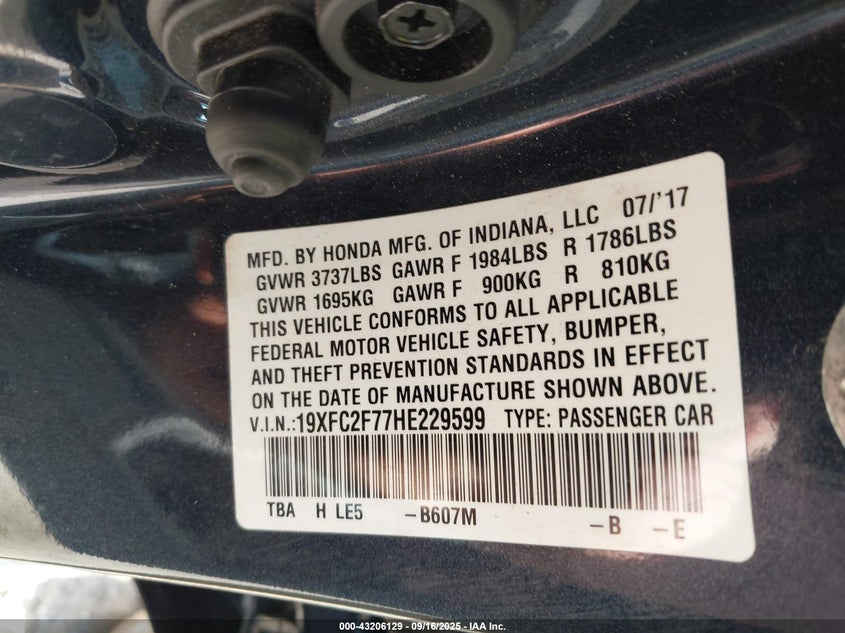 MFD. BY HONDA MFG. OF INDIANA, LLC 07/'17
GVWR 3737LBS GAWR F 1984LBS R 1786LBS
GVWR 1695KG GAWR F 900KG R 810KG
THIS VEHICLE CONFORMS TO ALL APPLICABLE
FEDERAL MOTOR VEHICLE SAFETY, BUMPER,
AND THEFT PREVENTION STANDARDS IN EFFECT
ON THE DATE OF MANUFACTURE SHOWN ABOVE.
V.I.N.:19XFC2F77HE229599 TYPE: PASSENGER CAR
TBA H LE5 –B607M –B –E
000-43206129 - 09/16/2025 - IAA Inc.